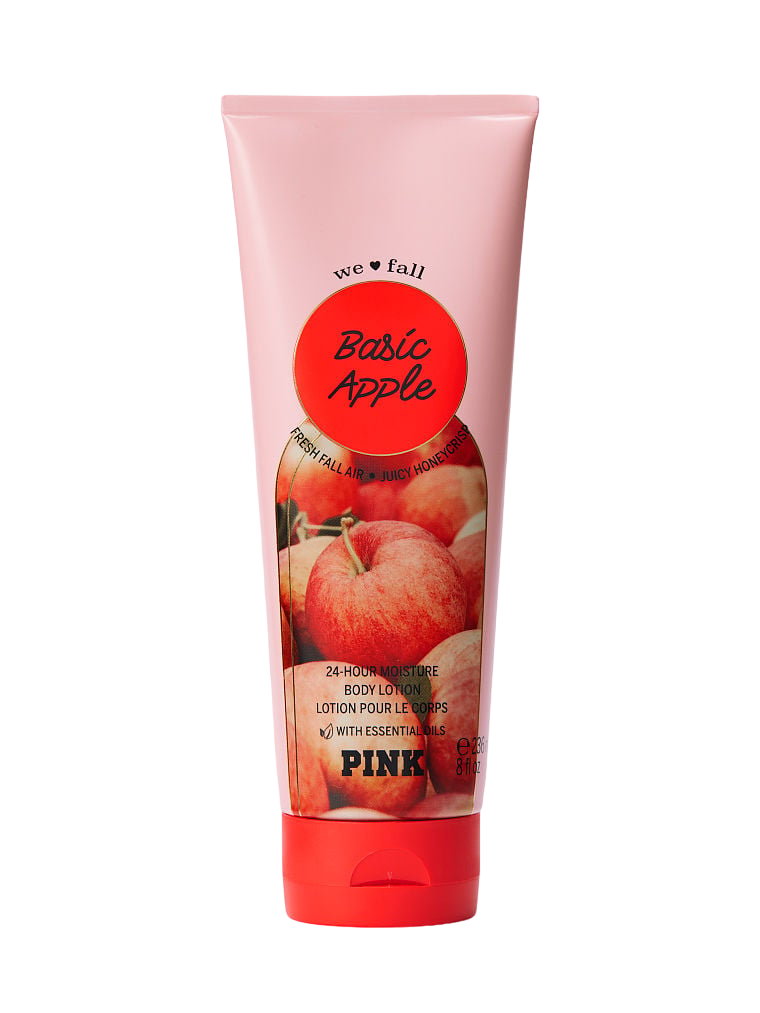 we ♥ fall
Basic
Apple
FRESH FALL AIR • JUICY HONEYCRISP
24-HOUR MOISTURE
BODY LOTION
LOTION POUR LE CORPS
WITH ESSENTIAL OILS
PINK
℮ 236
8 fl oz